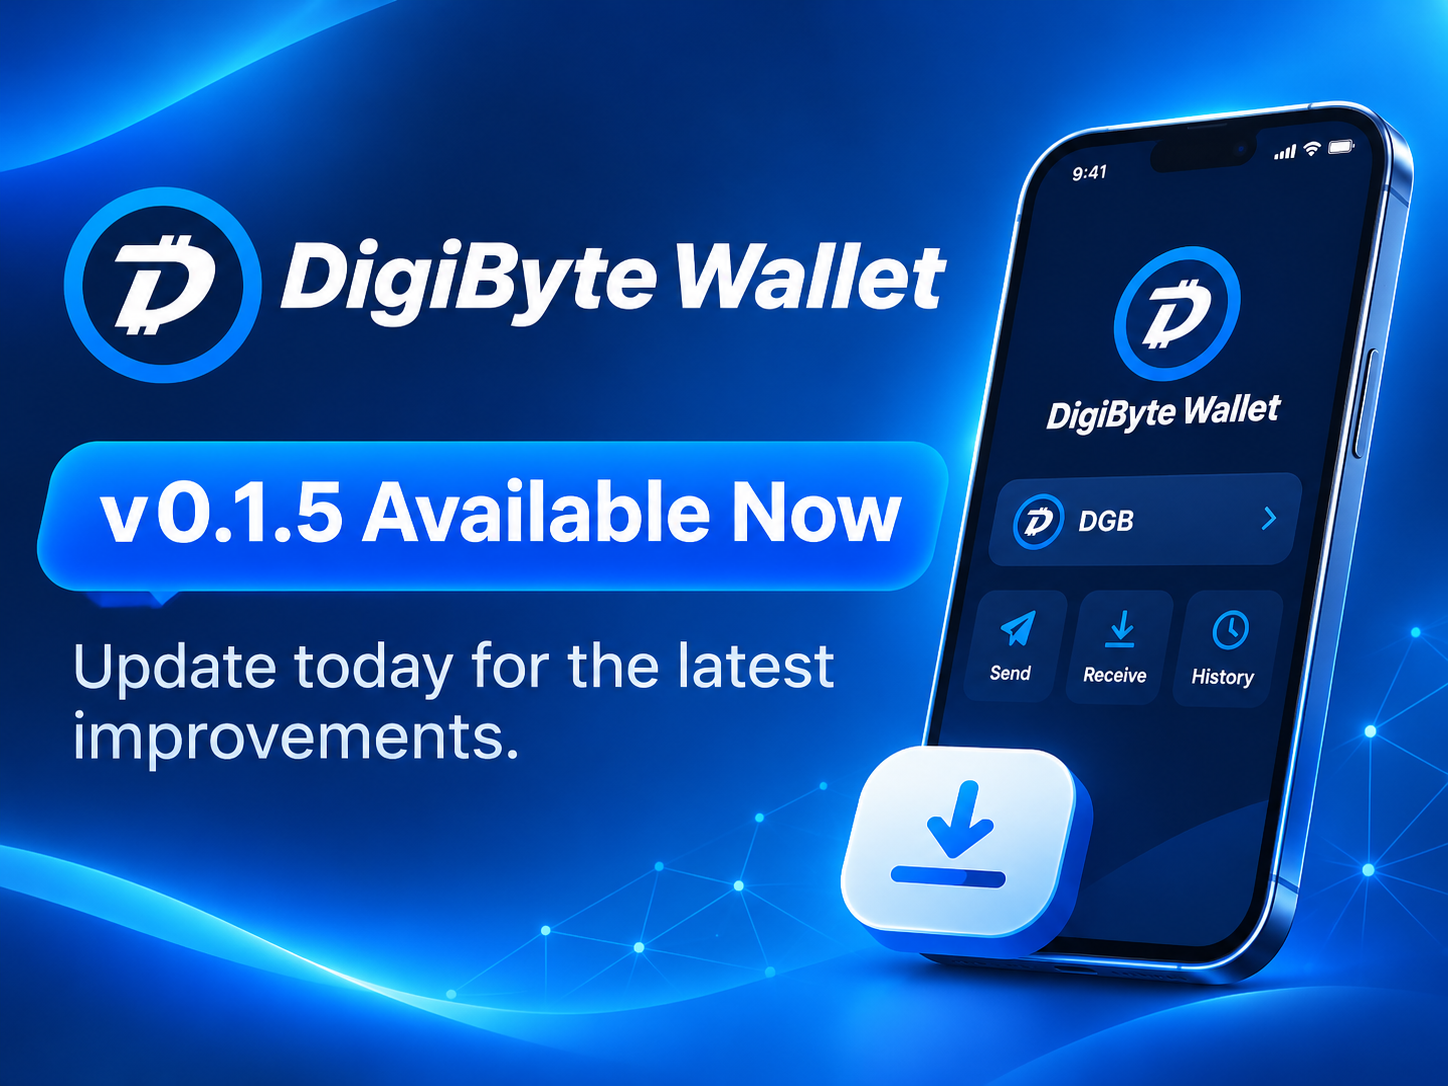 DigiByte Wallet
v0.1.5 Available Now
Update today for the latest
improvements.
9:41
DigiByte Wallet
DGB
Send
Receive
History